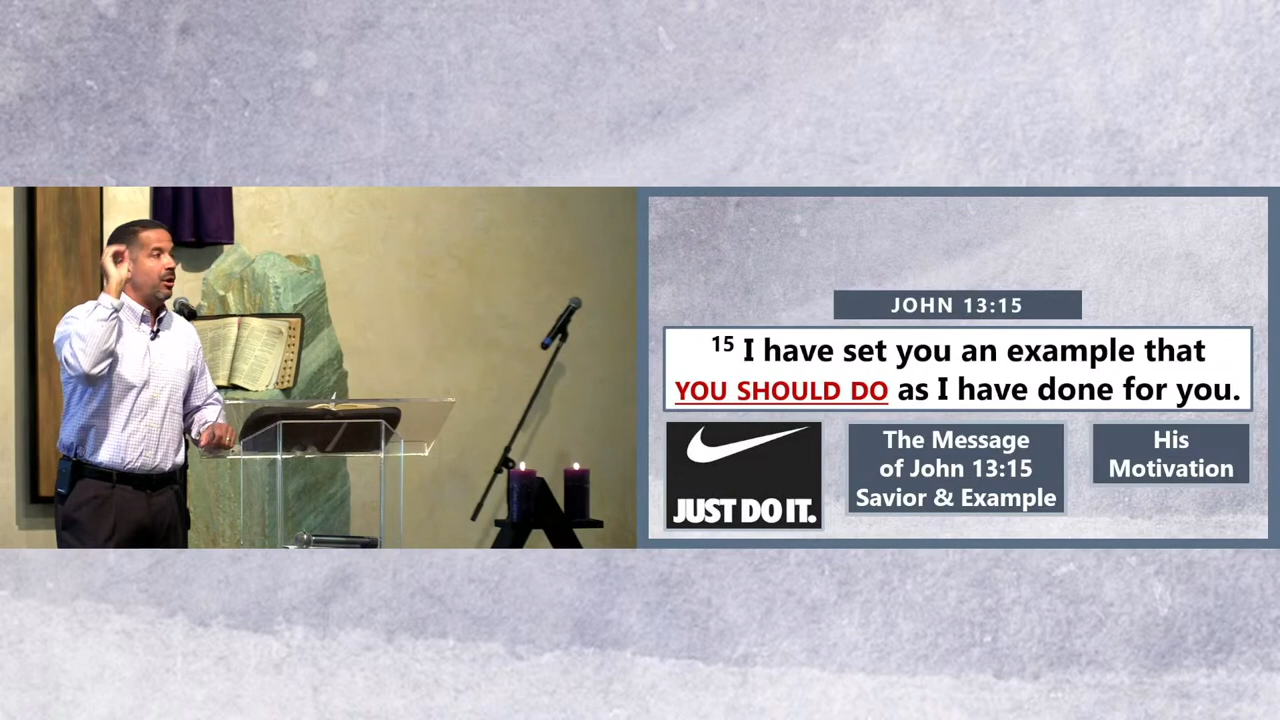 JOHN 13:15
15 I have set you an example that
YOU SHOULD DO as I have done for you.
JUST DO IT.
The Message
of John 13:15
Savior & Example
His
Motivation